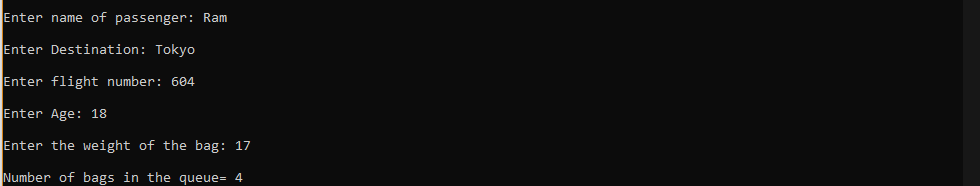 Enter name of passenger: Ram
Enter Destination: Tokyo
Enter flight number: 604
Enter Age: 18
Enter the weight of the bag: 17
Number of bags in the queue= 4